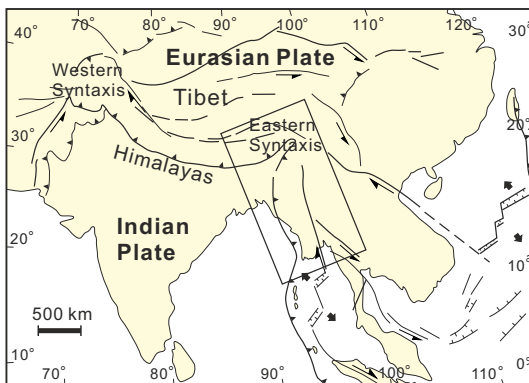 70° 80° 90° 100° 110° 120°
40° 30°
Eurasian Plate
Western
Syntaxis
Tibet
Eastern
Syntaxis
20°
30°
Himalayas
Indian
Plate
20° 10°
500 km
10° 0°
70° 80° 90° 100° 110°